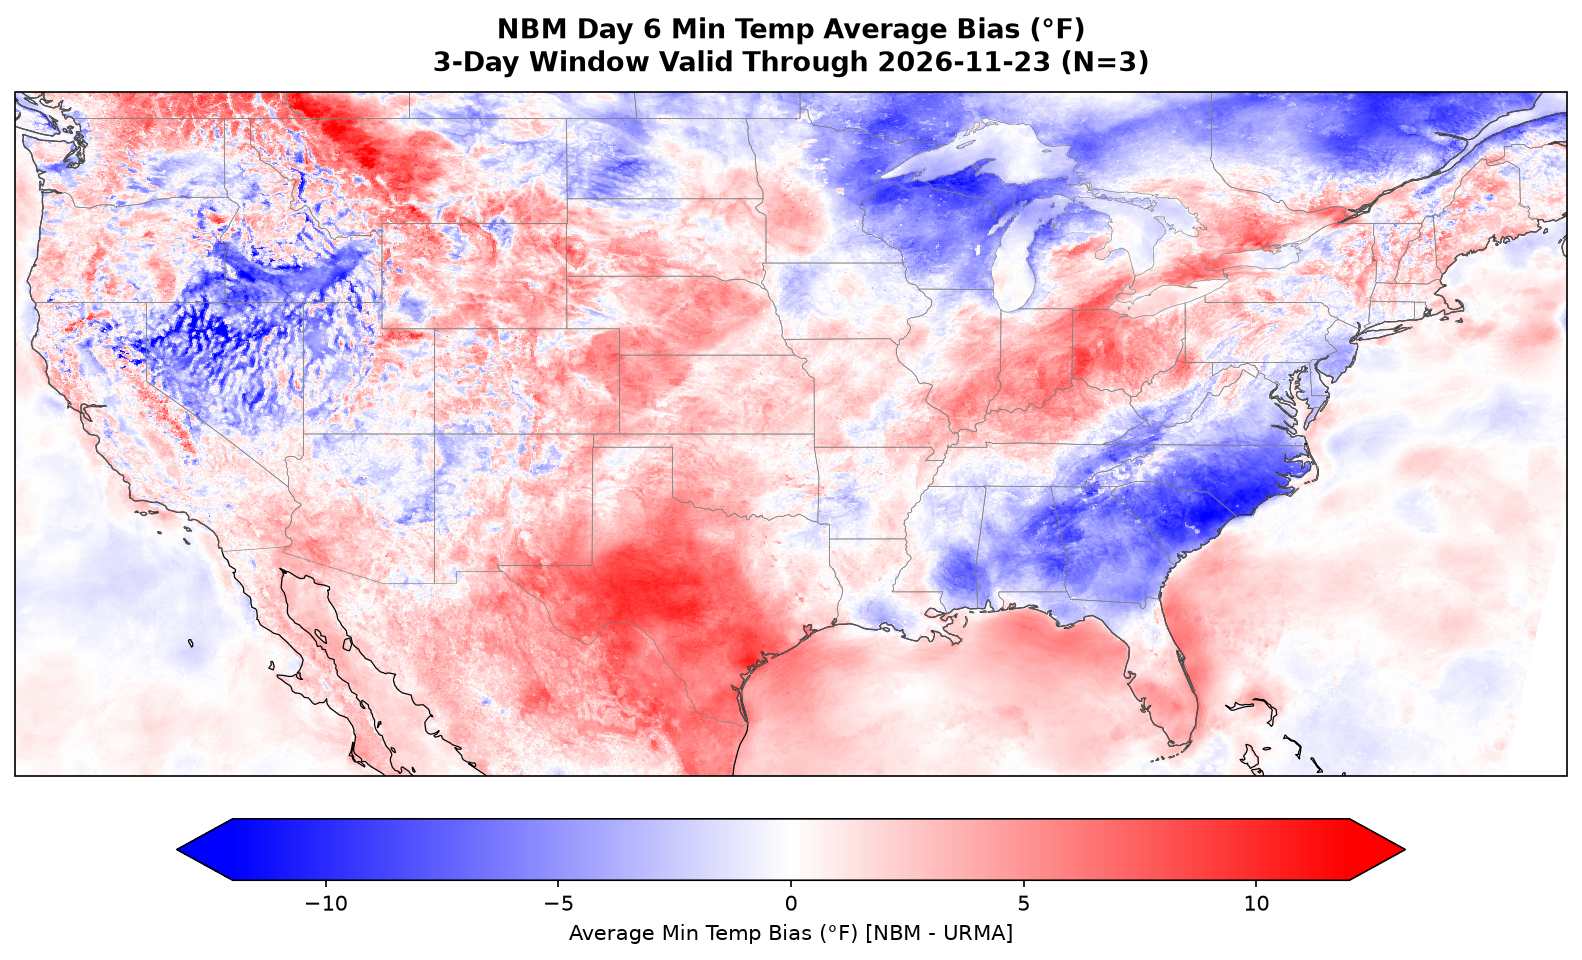 NBM Day 6 Min Temp Average Bias (°F)
3-Day Window Valid Through 2026-11-23 (N=3)
−10 −5 0 5 10
Average Min Temp Bias (°F) [NBM - URMA]